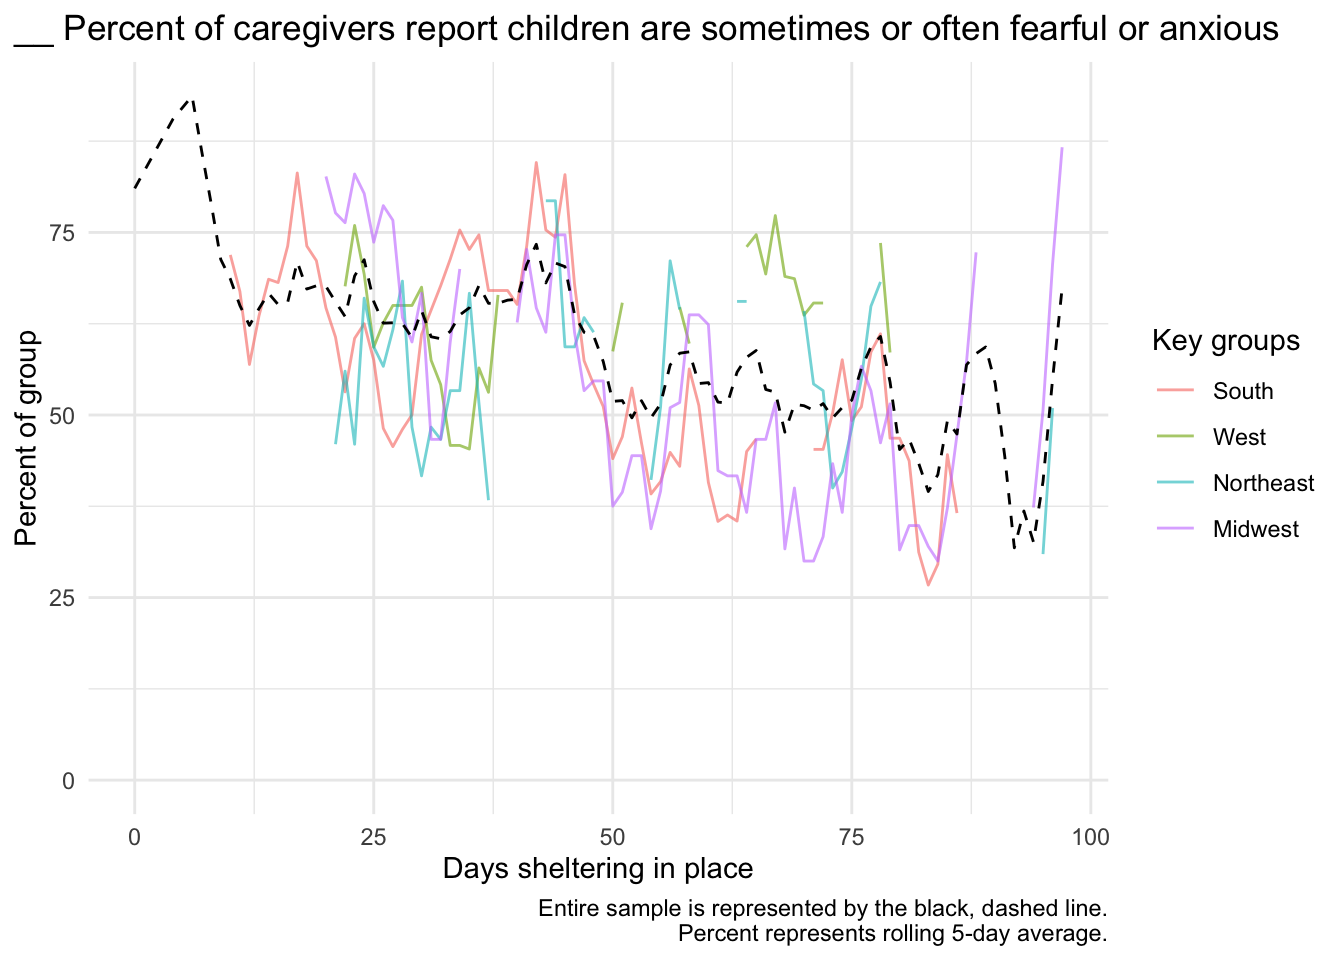 __ Percent of caregivers report children are sometimes or often fearful or anxious
Percent of group
75
50
25
0
0 25 50 75 100
Days sheltering in place
Key groups
South
West
Northeast
Midwest
Entire sample is represented by the black, dashed line.
Percent represents rolling 5-day average.